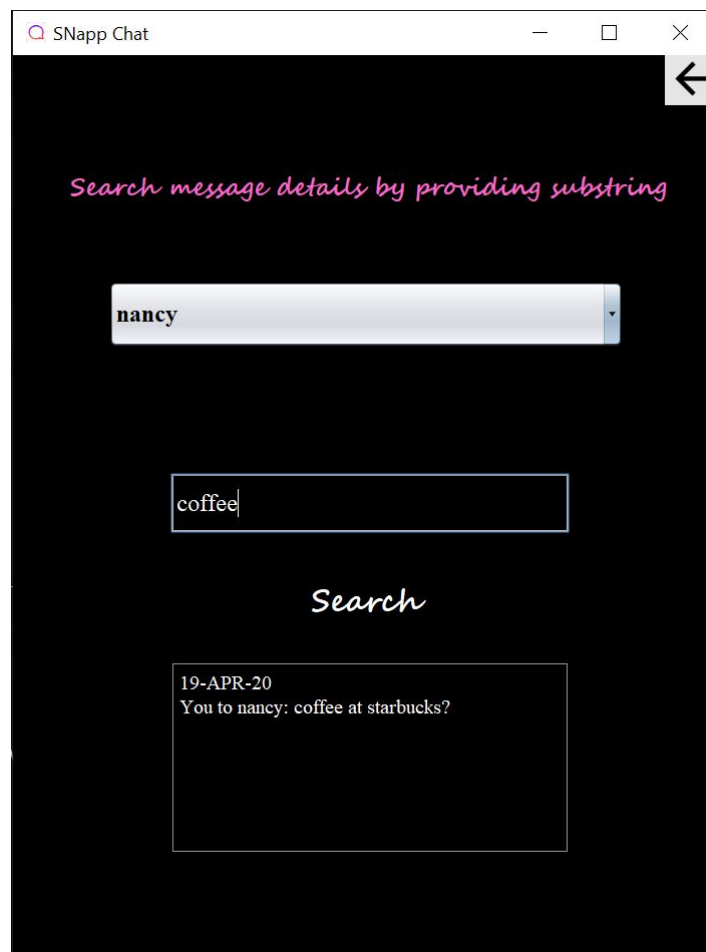 SNapp Chat
Search message details by providing substring
nancy
coffee
Search
19-APR-20
You to nancy: coffee at starbucks?